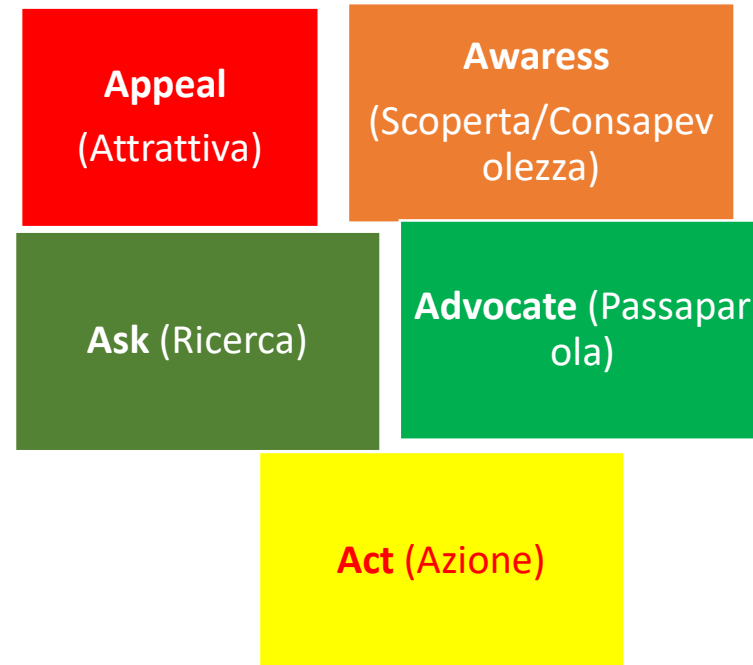 Appeal
(Attrattiva)
Awaress
(Scoperta/Consapev
olezza)
Ask (Ricerca)
Advocate (Passapar
ola)
Act (Azione)